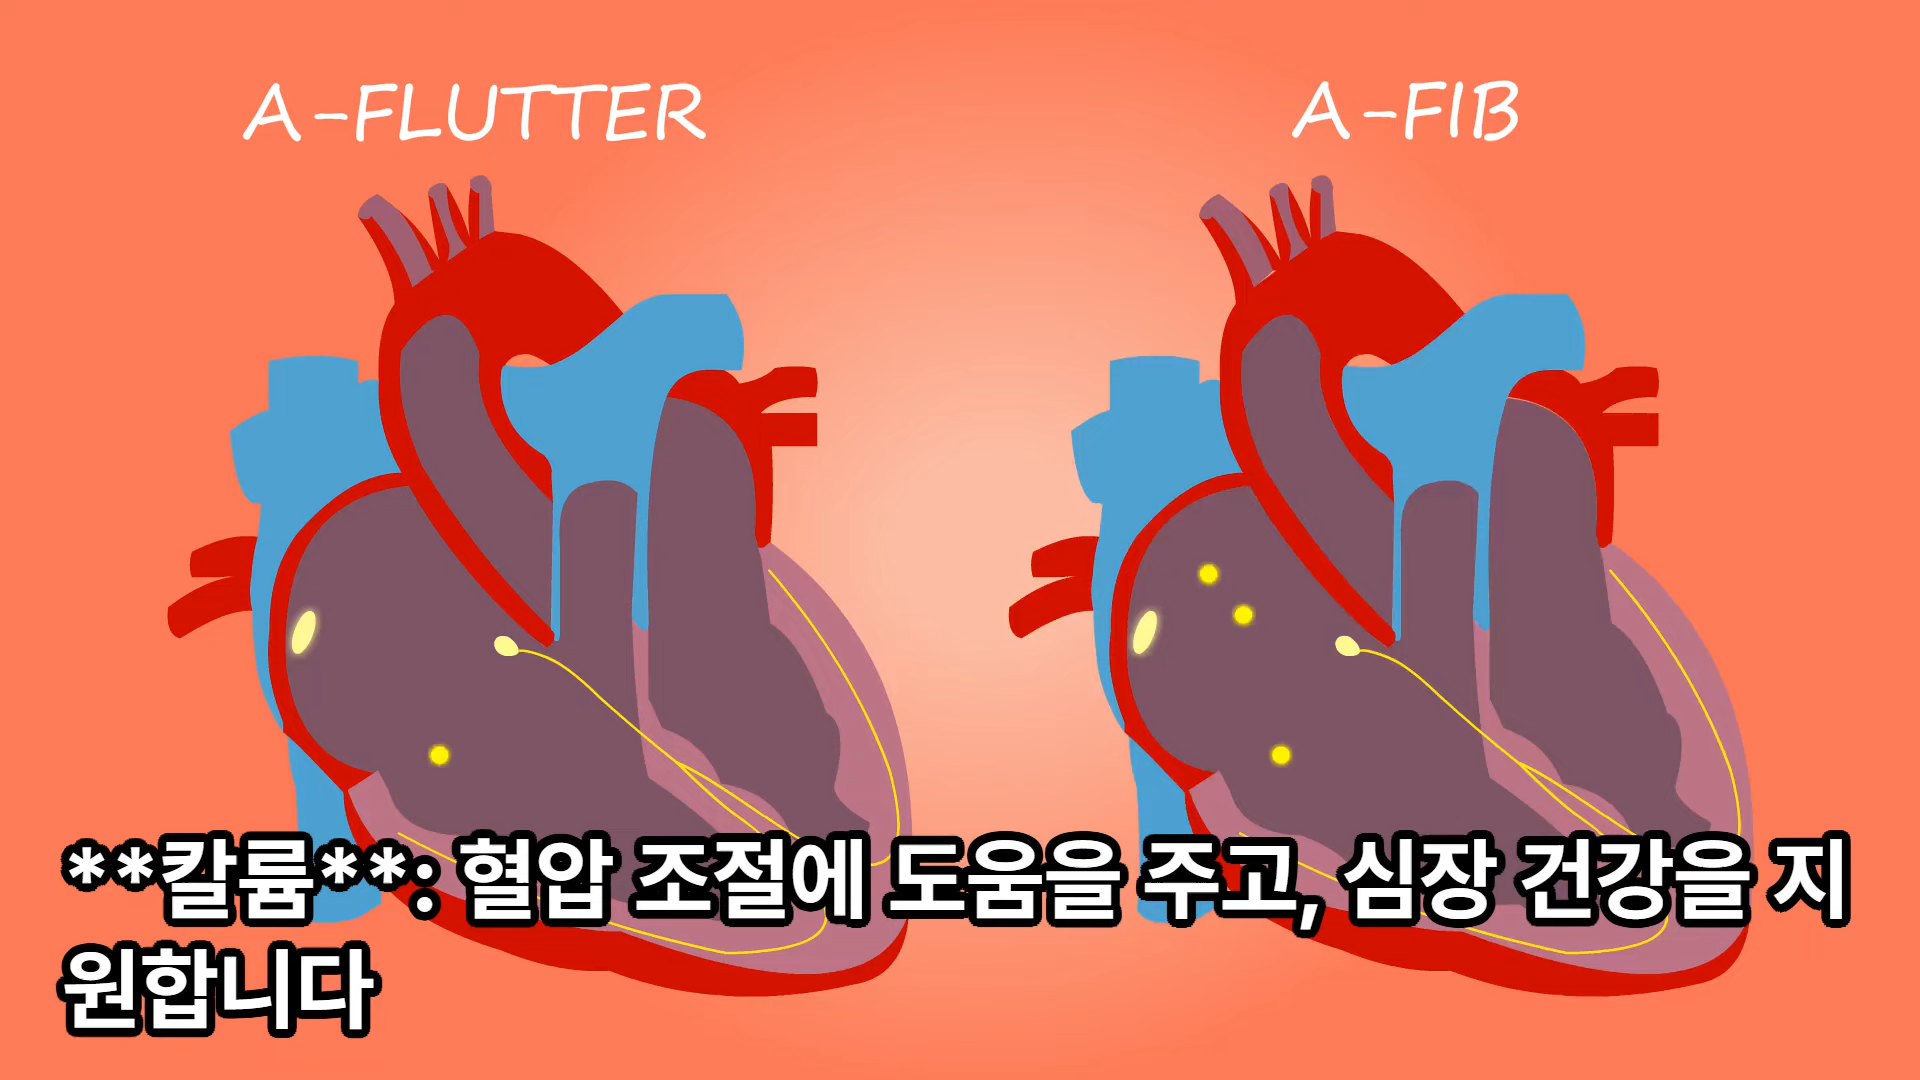 A-FLUTTER
A-FIB
**칼륨**: 혈압 조절에 도움을 주고, 심장 건강을 지
원합니다